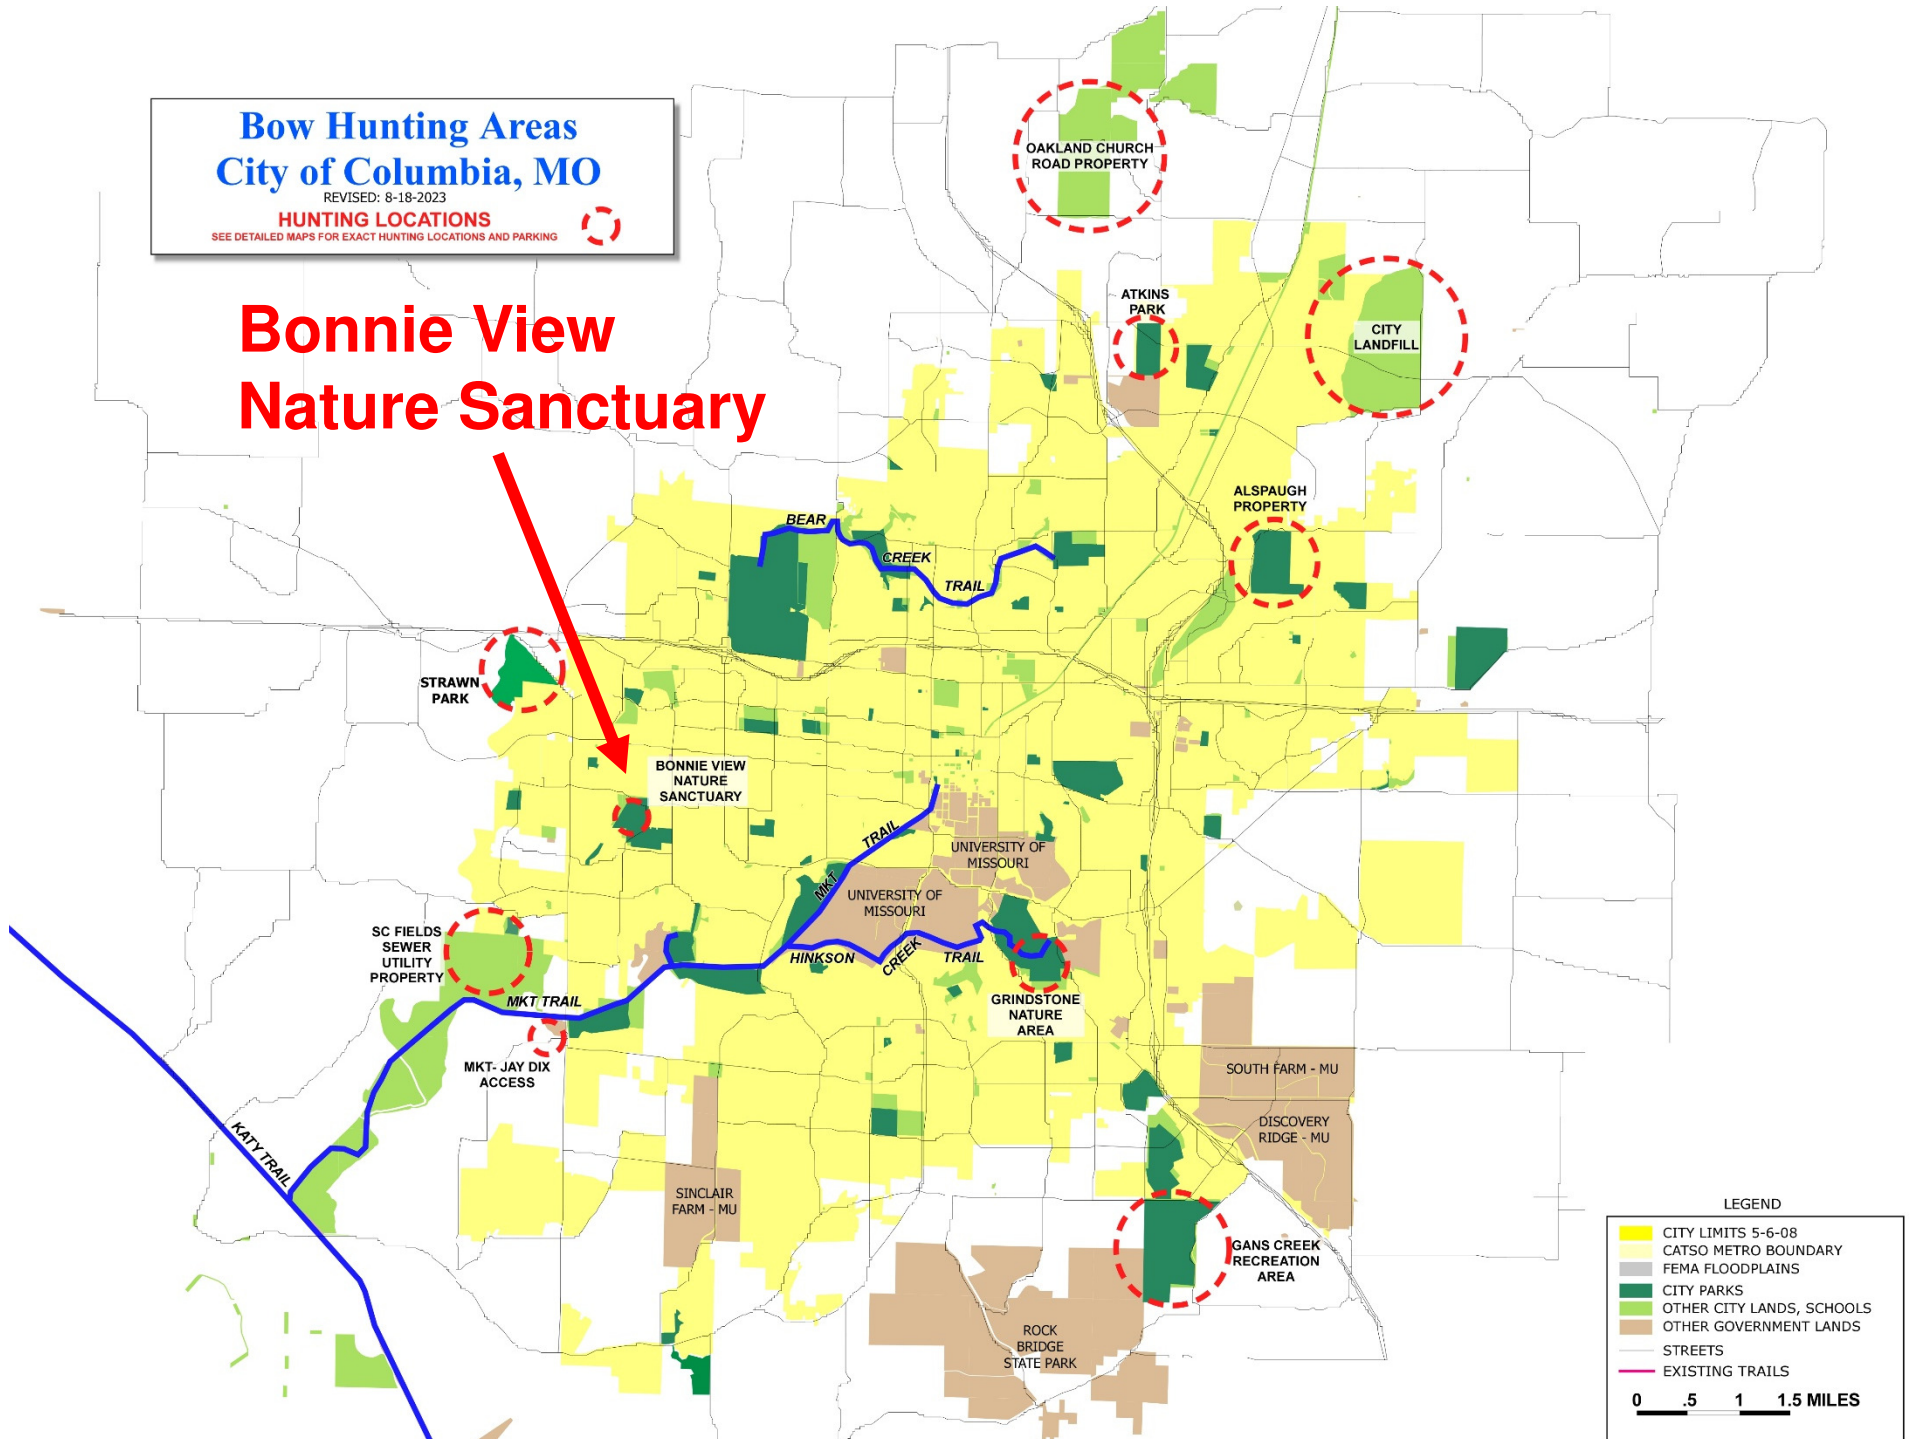 Bow Hunting Areas
City of Columbia, MO
REVISED: 8-18-2023
HUNTING LOCATIONS
SEE DETAILED MAPS FOR EXACT HUNTING LOCATIONS AND PARKING
Bonnie View
Nature Sanctuary
OAKLAND CHURCH
ROAD PROPERTY
ATKINS
PARK
CITY
LANDFILL
ALSPAUGH
PROPERTY
BEAR
CREEK
TRAIL
STRAWN
PARK
BONNIE VIEW
NATURE
SANCTUARY
TRAIL
MKT
UNIVERSITY OF
MISSOURI
UNIVERSITY OF
MISSOURI
SC FIELDS
SEWER
UTILITY
PROPERTY
HINKSON
CREEK
TRAIL
MKT TRAIL
GRINDSTONE
NATURE
AREA
MKT- JAY DIX
ACCESS
SOUTH FARM - MU
DISCOVERY
RIDGE - MU
KATY TRAIL
SINCLAIR
FARM - MU
GANS CREEK
RECREATION
AREA
ROCK
BRIDGE
STATE PARK
LEGEND
CITY LIMITS 5-6-08
CATSO METRO BOUNDARY
FEMA FLOODPLAINS
CITY PARKS
OTHER CITY LANDS, SCHOOLS
OTHER GOVERNMENT LANDS
STREETS
EXISTING TRAILS
0 .5 1 1.5 MILES